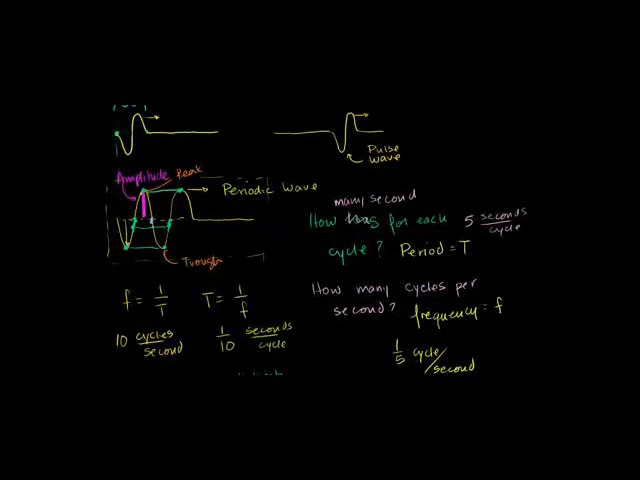 Pulse
wave
Amplitude Peak
Periodic Wave
Trough
many second
How for each 5 seconds/cycle
cycle? Period = T
How many cycles per
second? frequency = f
f = 1/T T = 1/f
10 cycles/second 1/10 seconds/cycle
1/5 cycle/second